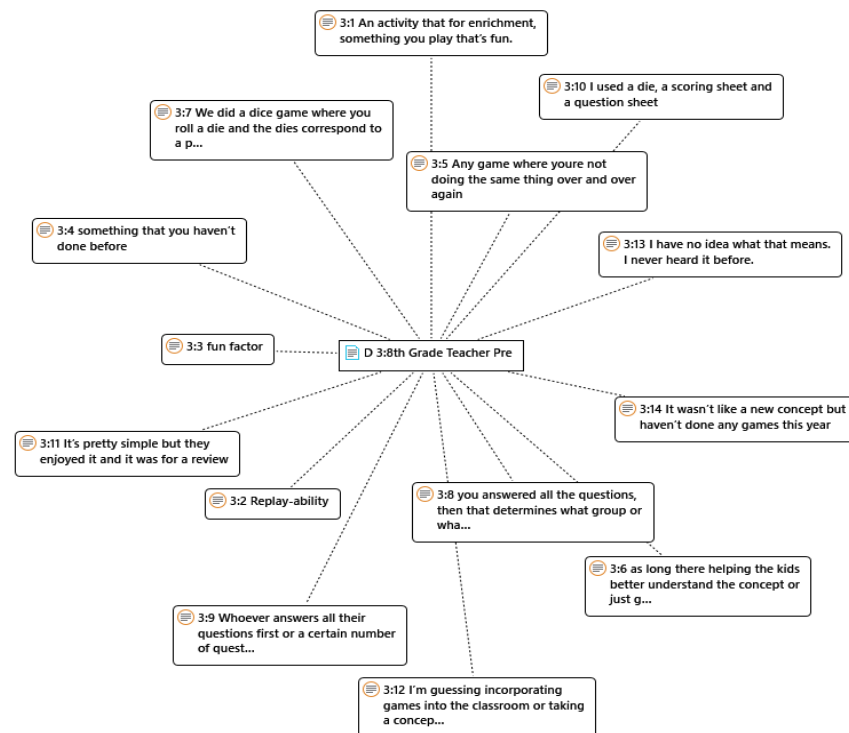 3:1 An activity that for enrichment,
something you play that's fun.
3:10 I used a die, a scoring sheet and
a question sheet
3:7 We did a dice game where you
roll a die and the dies correspond to
a p...
3:5 Any game where youre not
doing the same thing over and over
again
3:4 something that you haven't
done before
3:13 I have no idea what that means.
I never heard it before.
3:3 fun factor
D 3:8th Grade Teacher Pre
3:14 It wasn't like a new concept but
haven't done any games this year
3:11 It's pretty simple but they
enjoyed it and it was for a review
3:2 Replay-ability
3:8 you answered all the questions,
then that determines what group or
wha...
3:6 as long there helping the kids
better understand the concept or
just g...
3:9 Whoever answers all their
questions first or a certain number
of quest...
3:12 I'm guessing incorporating
games into the classroom or taking
a concep...